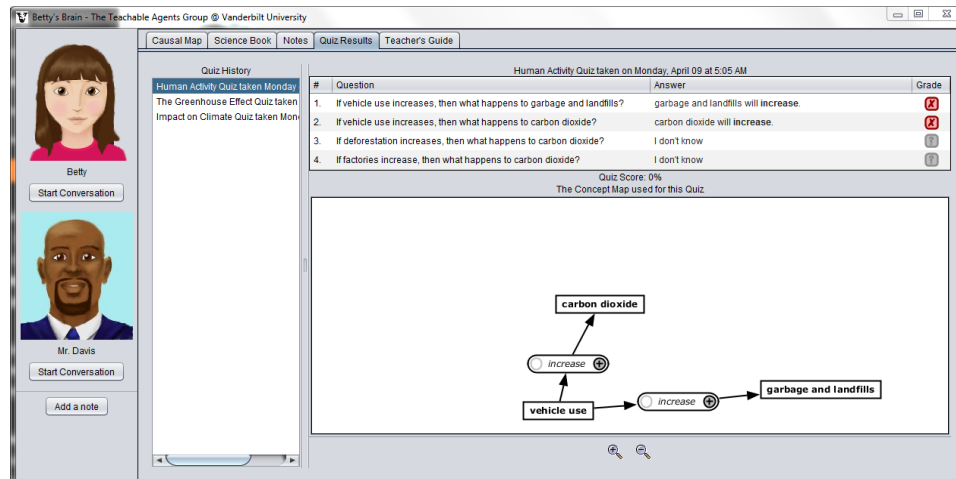 Betty's Brain - The Teachable Agents Group @ Vanderbilt University
Causal Map Science Book Notes Quiz Results Teacher's Guide
Betty
Start Conversation
Mr. Davis
Start Conversation
Add a note
Quiz History
Human Activity Quiz taken Monday
The Greenhouse Effect Quiz taken
Impact on Climate Quiz taken Mon
Human Activity Quiz taken on Monday, April 09 at 5:05 AM
# Question Answer Grade
1. If vehicle use increases, then what happens to garbage and landfills? garbage and landfills will increase. X
2. If vehicle use increases, then what happens to carbon dioxide? carbon dioxide will increase. X
3. If deforestation increases, then what happens to carbon dioxide? I don't know ?
4. If factories increase, then what happens to carbon dioxide? I don't know ?
Quiz Score: 0%
The Concept Map used for this Quiz
carbon dioxide
increase
vehicle use
increase
garbage and landfills